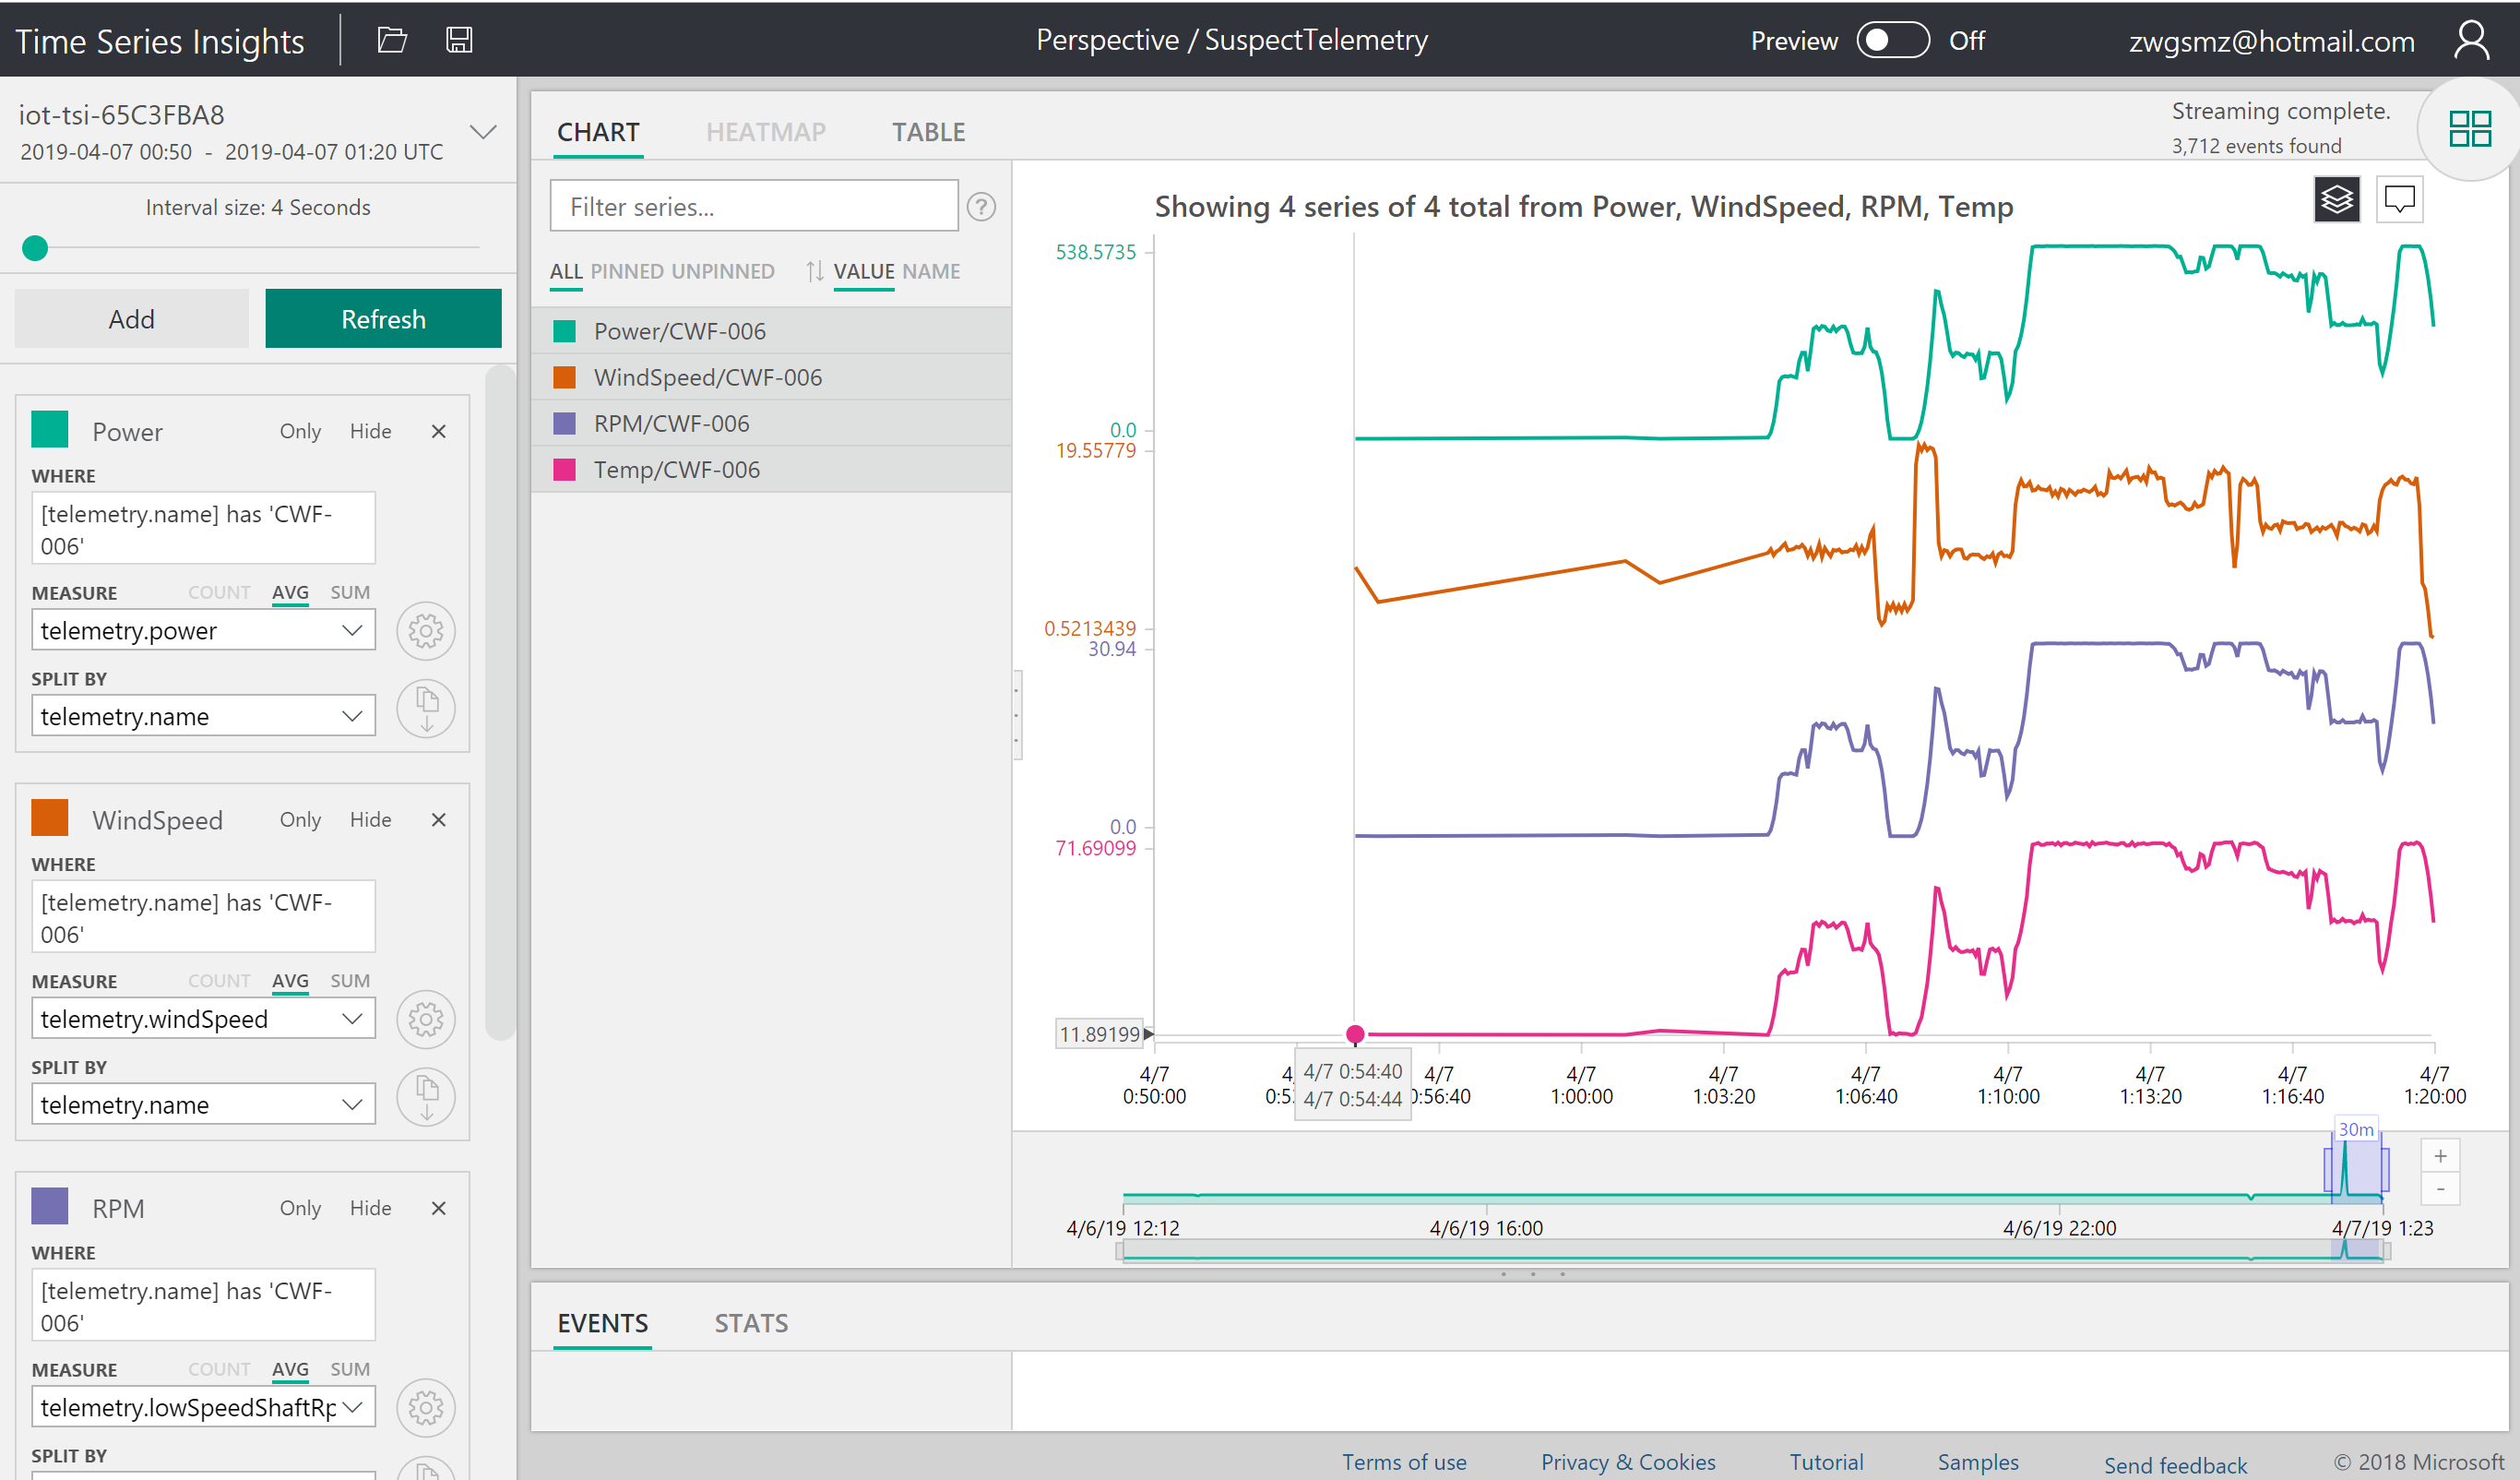 Time Series Insights
Perspective / SuspectTelemetry
Preview Off
zwgsmz@hotmail.com
iot-tsi-65C3FBA8
2019-04-07 00:50 - 2019-04-07 01:20 UTC
Interval size: 4 Seconds
Add Refresh
Power Only Hide ×
WHERE
[telemetry.name] has 'CWF-
006'
MEASURE COUNT AVG SUM
telemetry.power
SPLIT BY
telemetry.name
WindSpeed Only Hide ×
WHERE
[telemetry.name] has 'CWF-
006'
MEASURE COUNT AVG SUM
telemetry.windSpeed
SPLIT BY
telemetry.name
RPM Only Hide ×
WHERE
[telemetry.name] has 'CWF-
006'
MEASURE COUNT AVG SUM
telemetry.lowSpeedShaftRp
SPLIT BY
CHART HEATMAP TABLE
Streaming complete.
3,712 events found
Filter series... ?
ALL PINNED UNPINNED VALUE NAME
Power/CWF-006
WindSpeed/CWF-006
RPM/CWF-006
Temp/CWF-006
Showing 4 series of 4 total from Power, WindSpeed, RPM, Temp
538.5735
0.0
19.55779
0.5213439
30.94
0.0
71.69099
11.89199
4/7 4/7 4/7 4/7 4/7 4/7 4/7 4/7 4/7
0:50:00 0:56:40 1:00:00 1:03:20 1:06:40 1:10:00 1:13:20 1:16:40 1:20:00
4/7 0:54:40
4/7 0:54:44
30m
+
-
4/6/19 12:12 4/6/19 16:00 4/6/19 22:00 4/7/19 1:23
EVENTS STATS
Terms of use Privacy & Cookies Tutorial Samples Send feedback © 2018 Microsoft